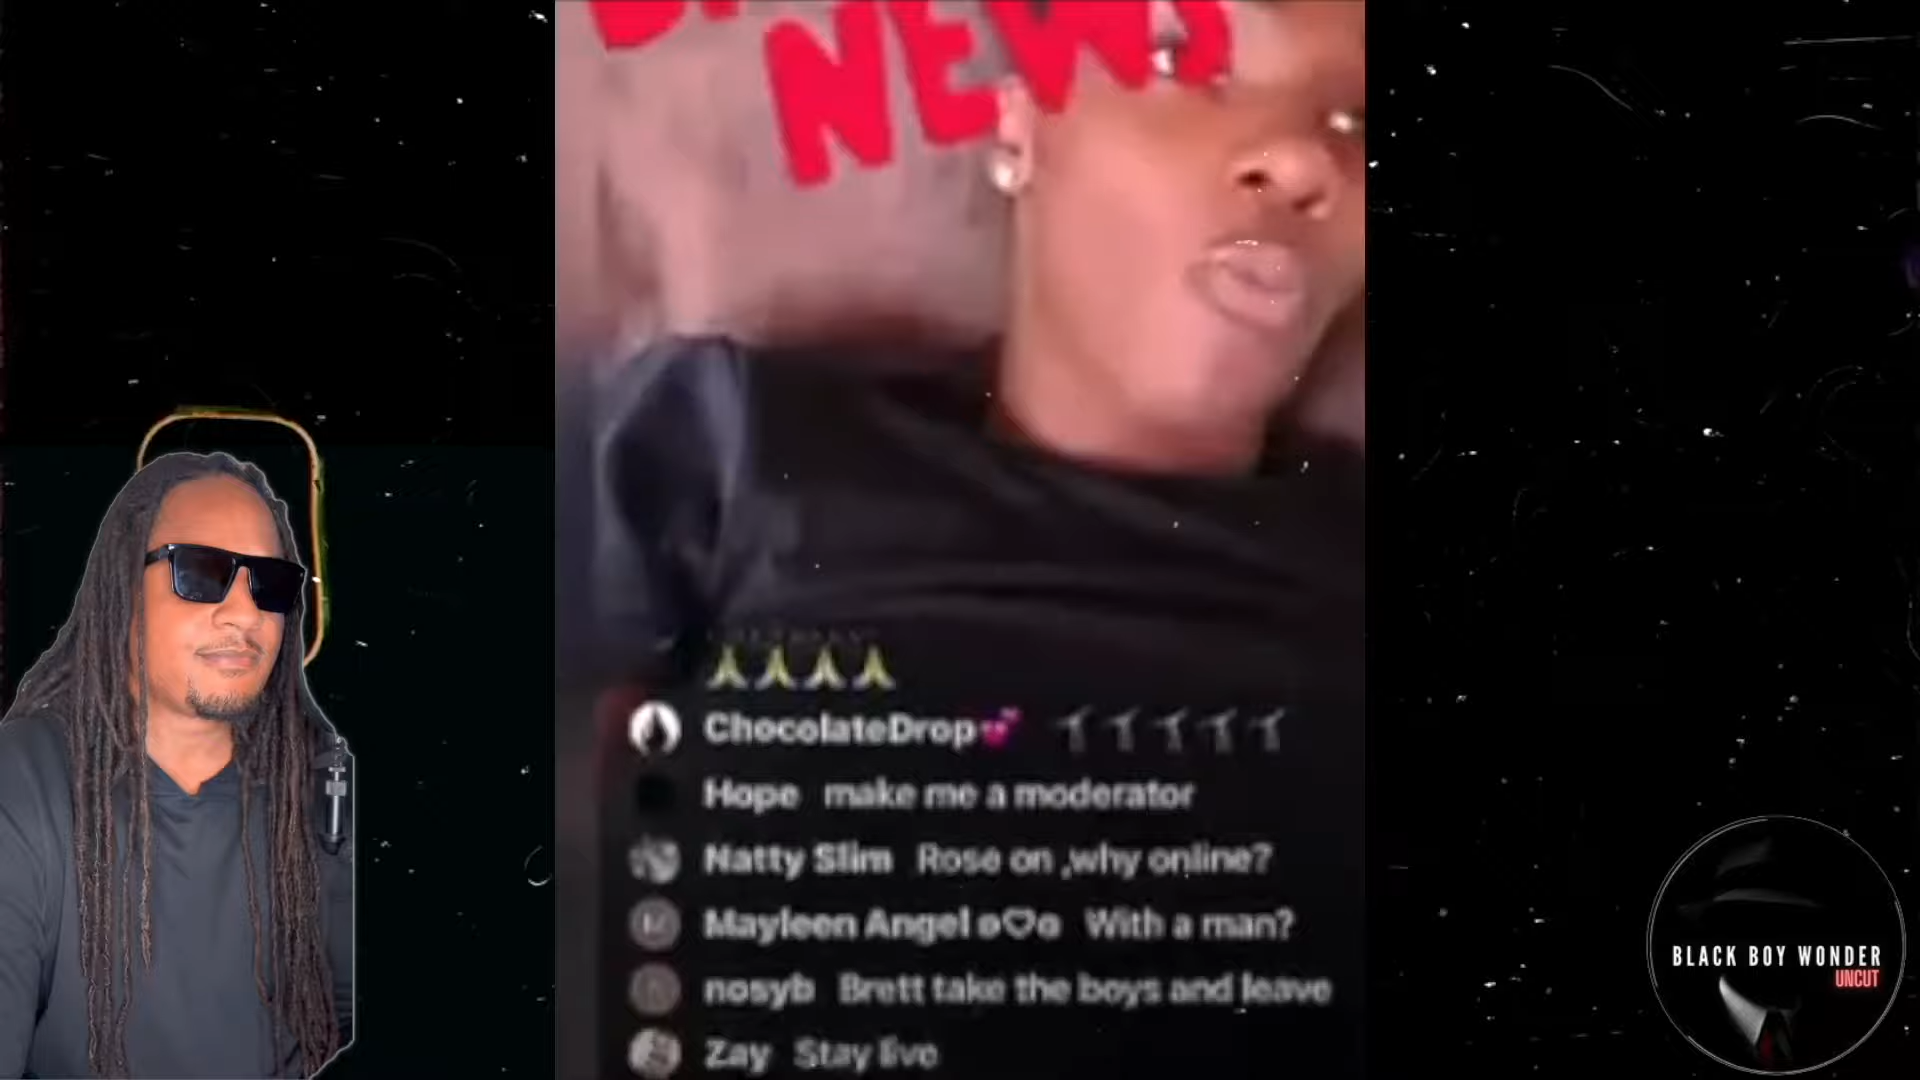 NEWS
ChocolateDrop💕
Hope make me a moderator
Natty Slim Rose on ,why online?
Mayleen Angel o♡o With a man?
nosyb Brett take the boys and leave
Zay Stay live
BLACK BOY WONDER
UNCUT